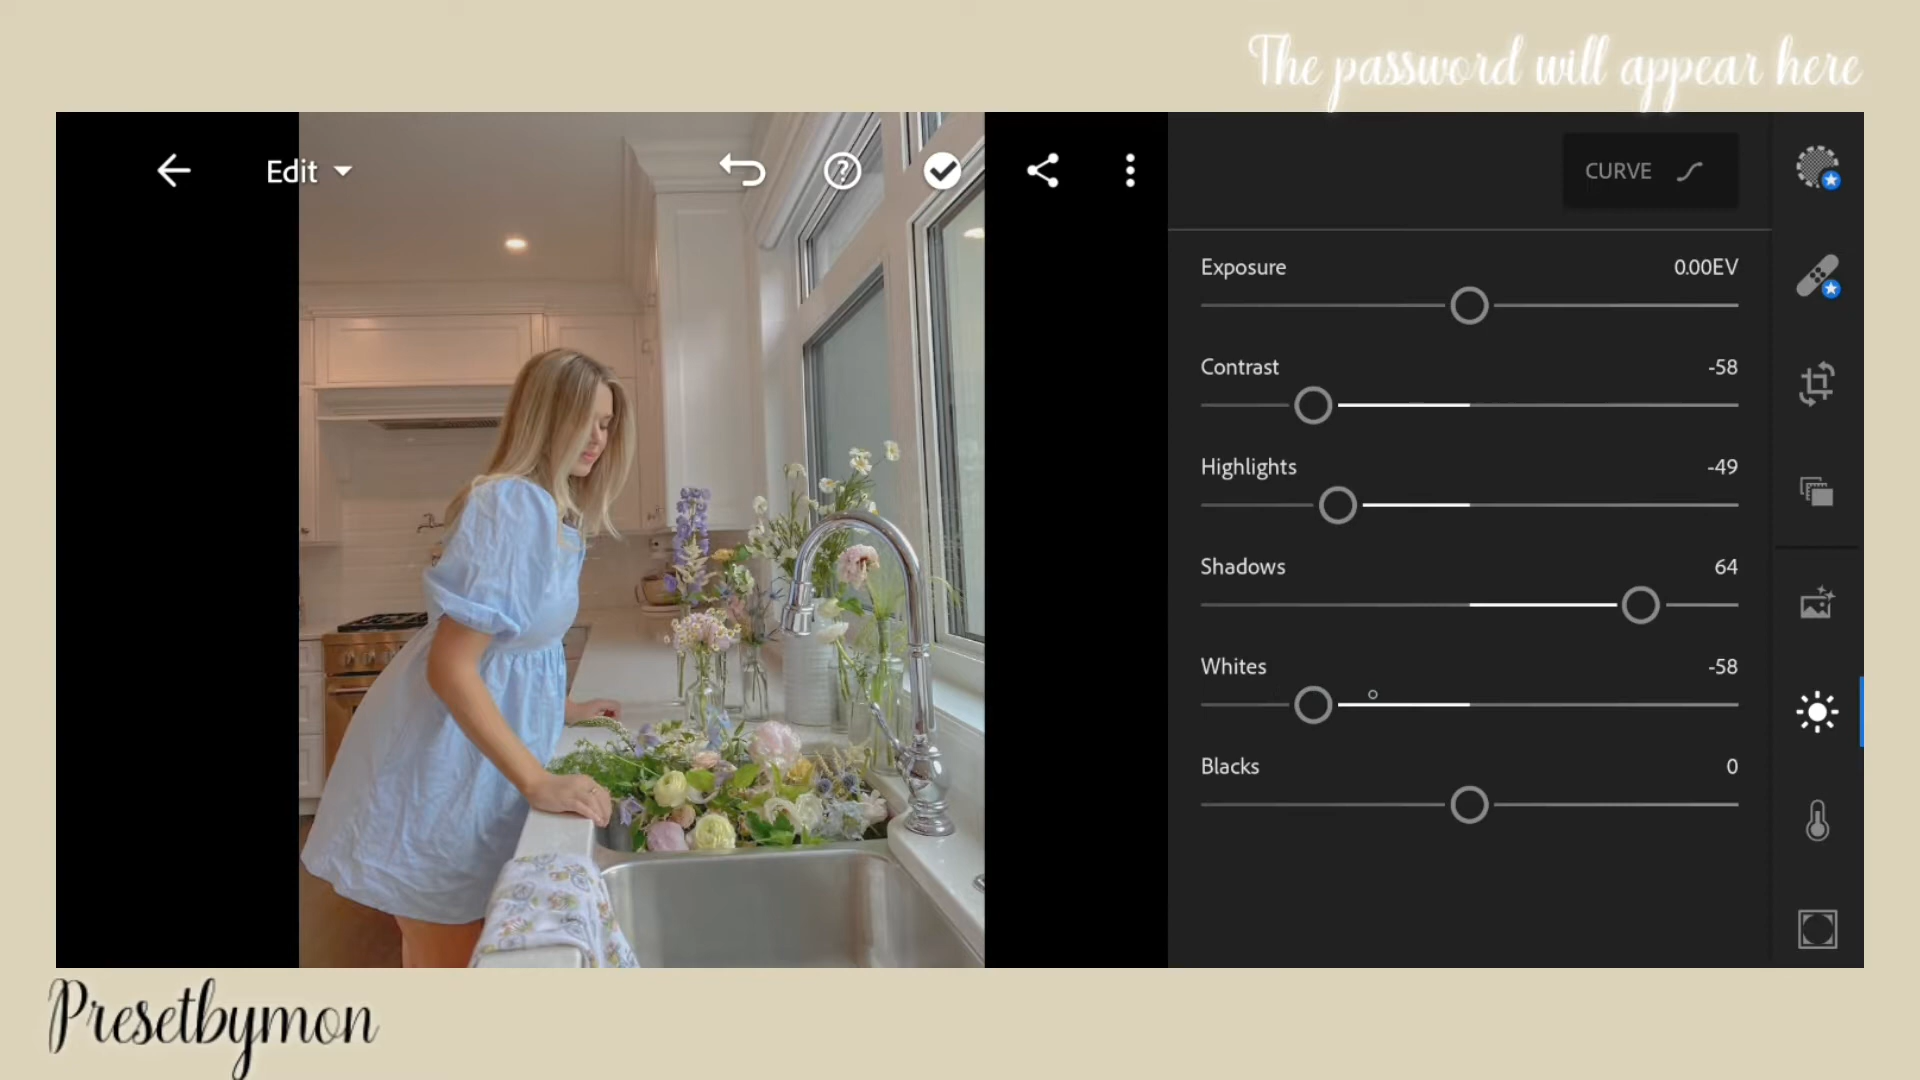 The password will appear here
Edit
CURVE
Exposure 0.00EV
Contrast -58
Highlights -49
Shadows 64
Whites -58
Blacks 0
Presetbymon